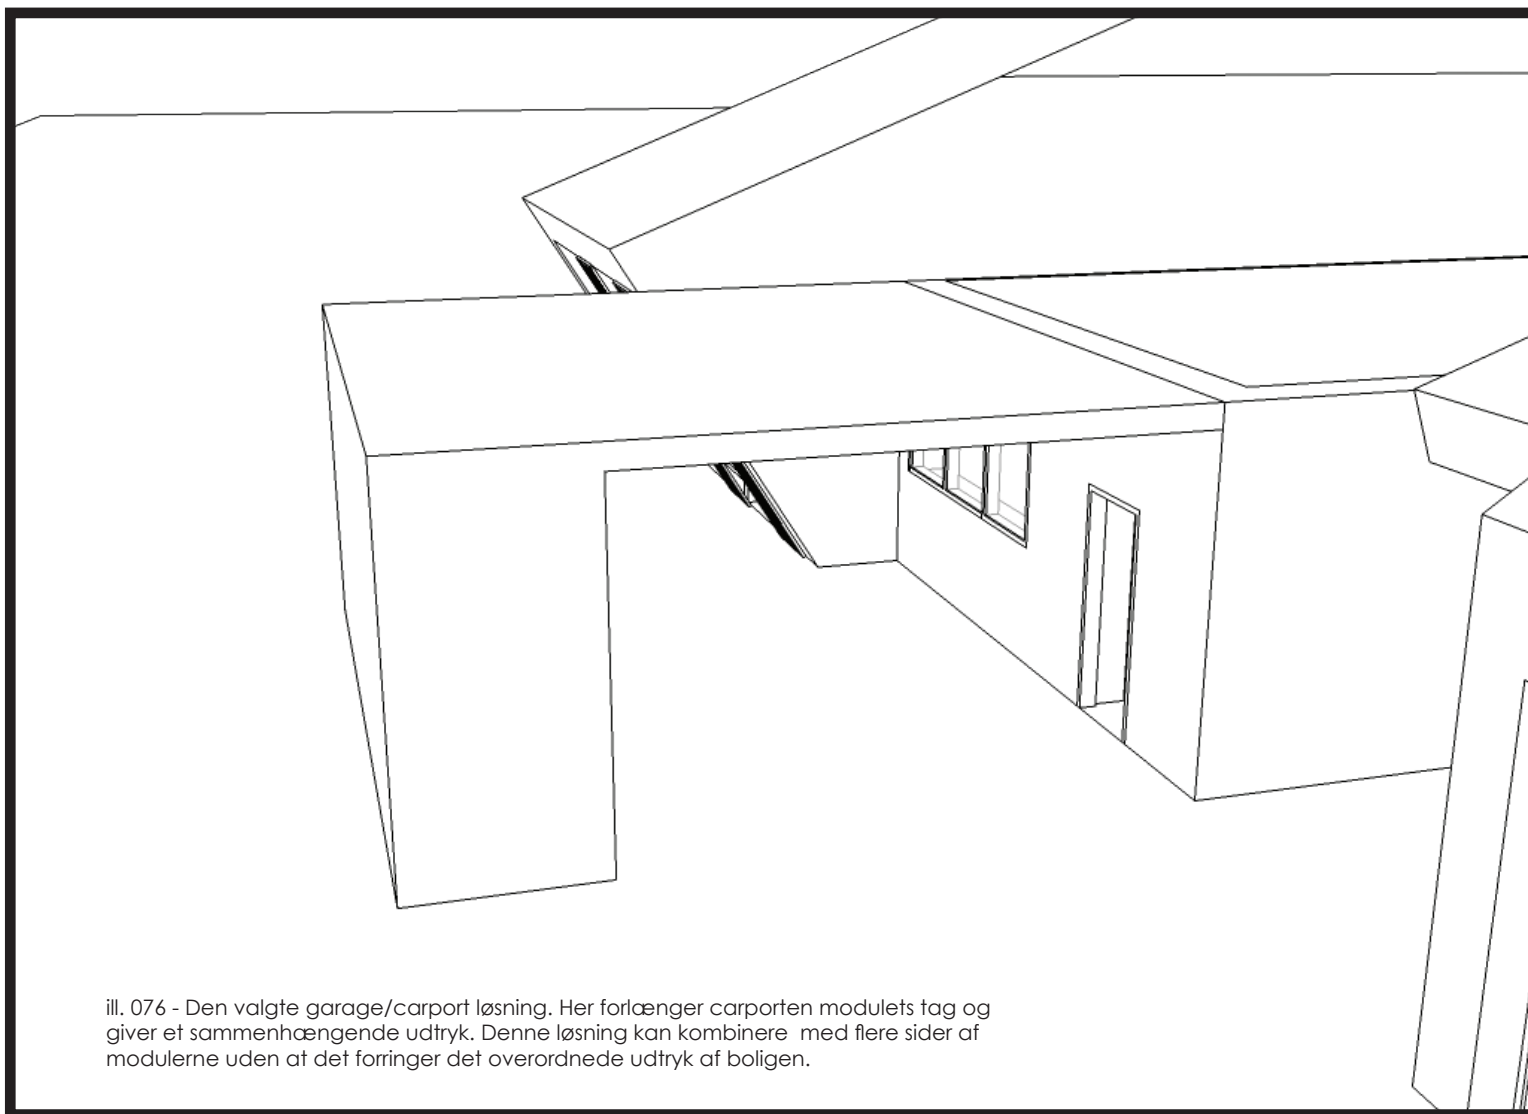 ill. 076 - Den valgte garage/carport løsning. Her forlænger carporten modulets tag og
giver et sammenhængende udtryk. Denne løsning kan kombinere  med flere sider af
modulerne uden at det forringer det overordnede udtryk af boligen.